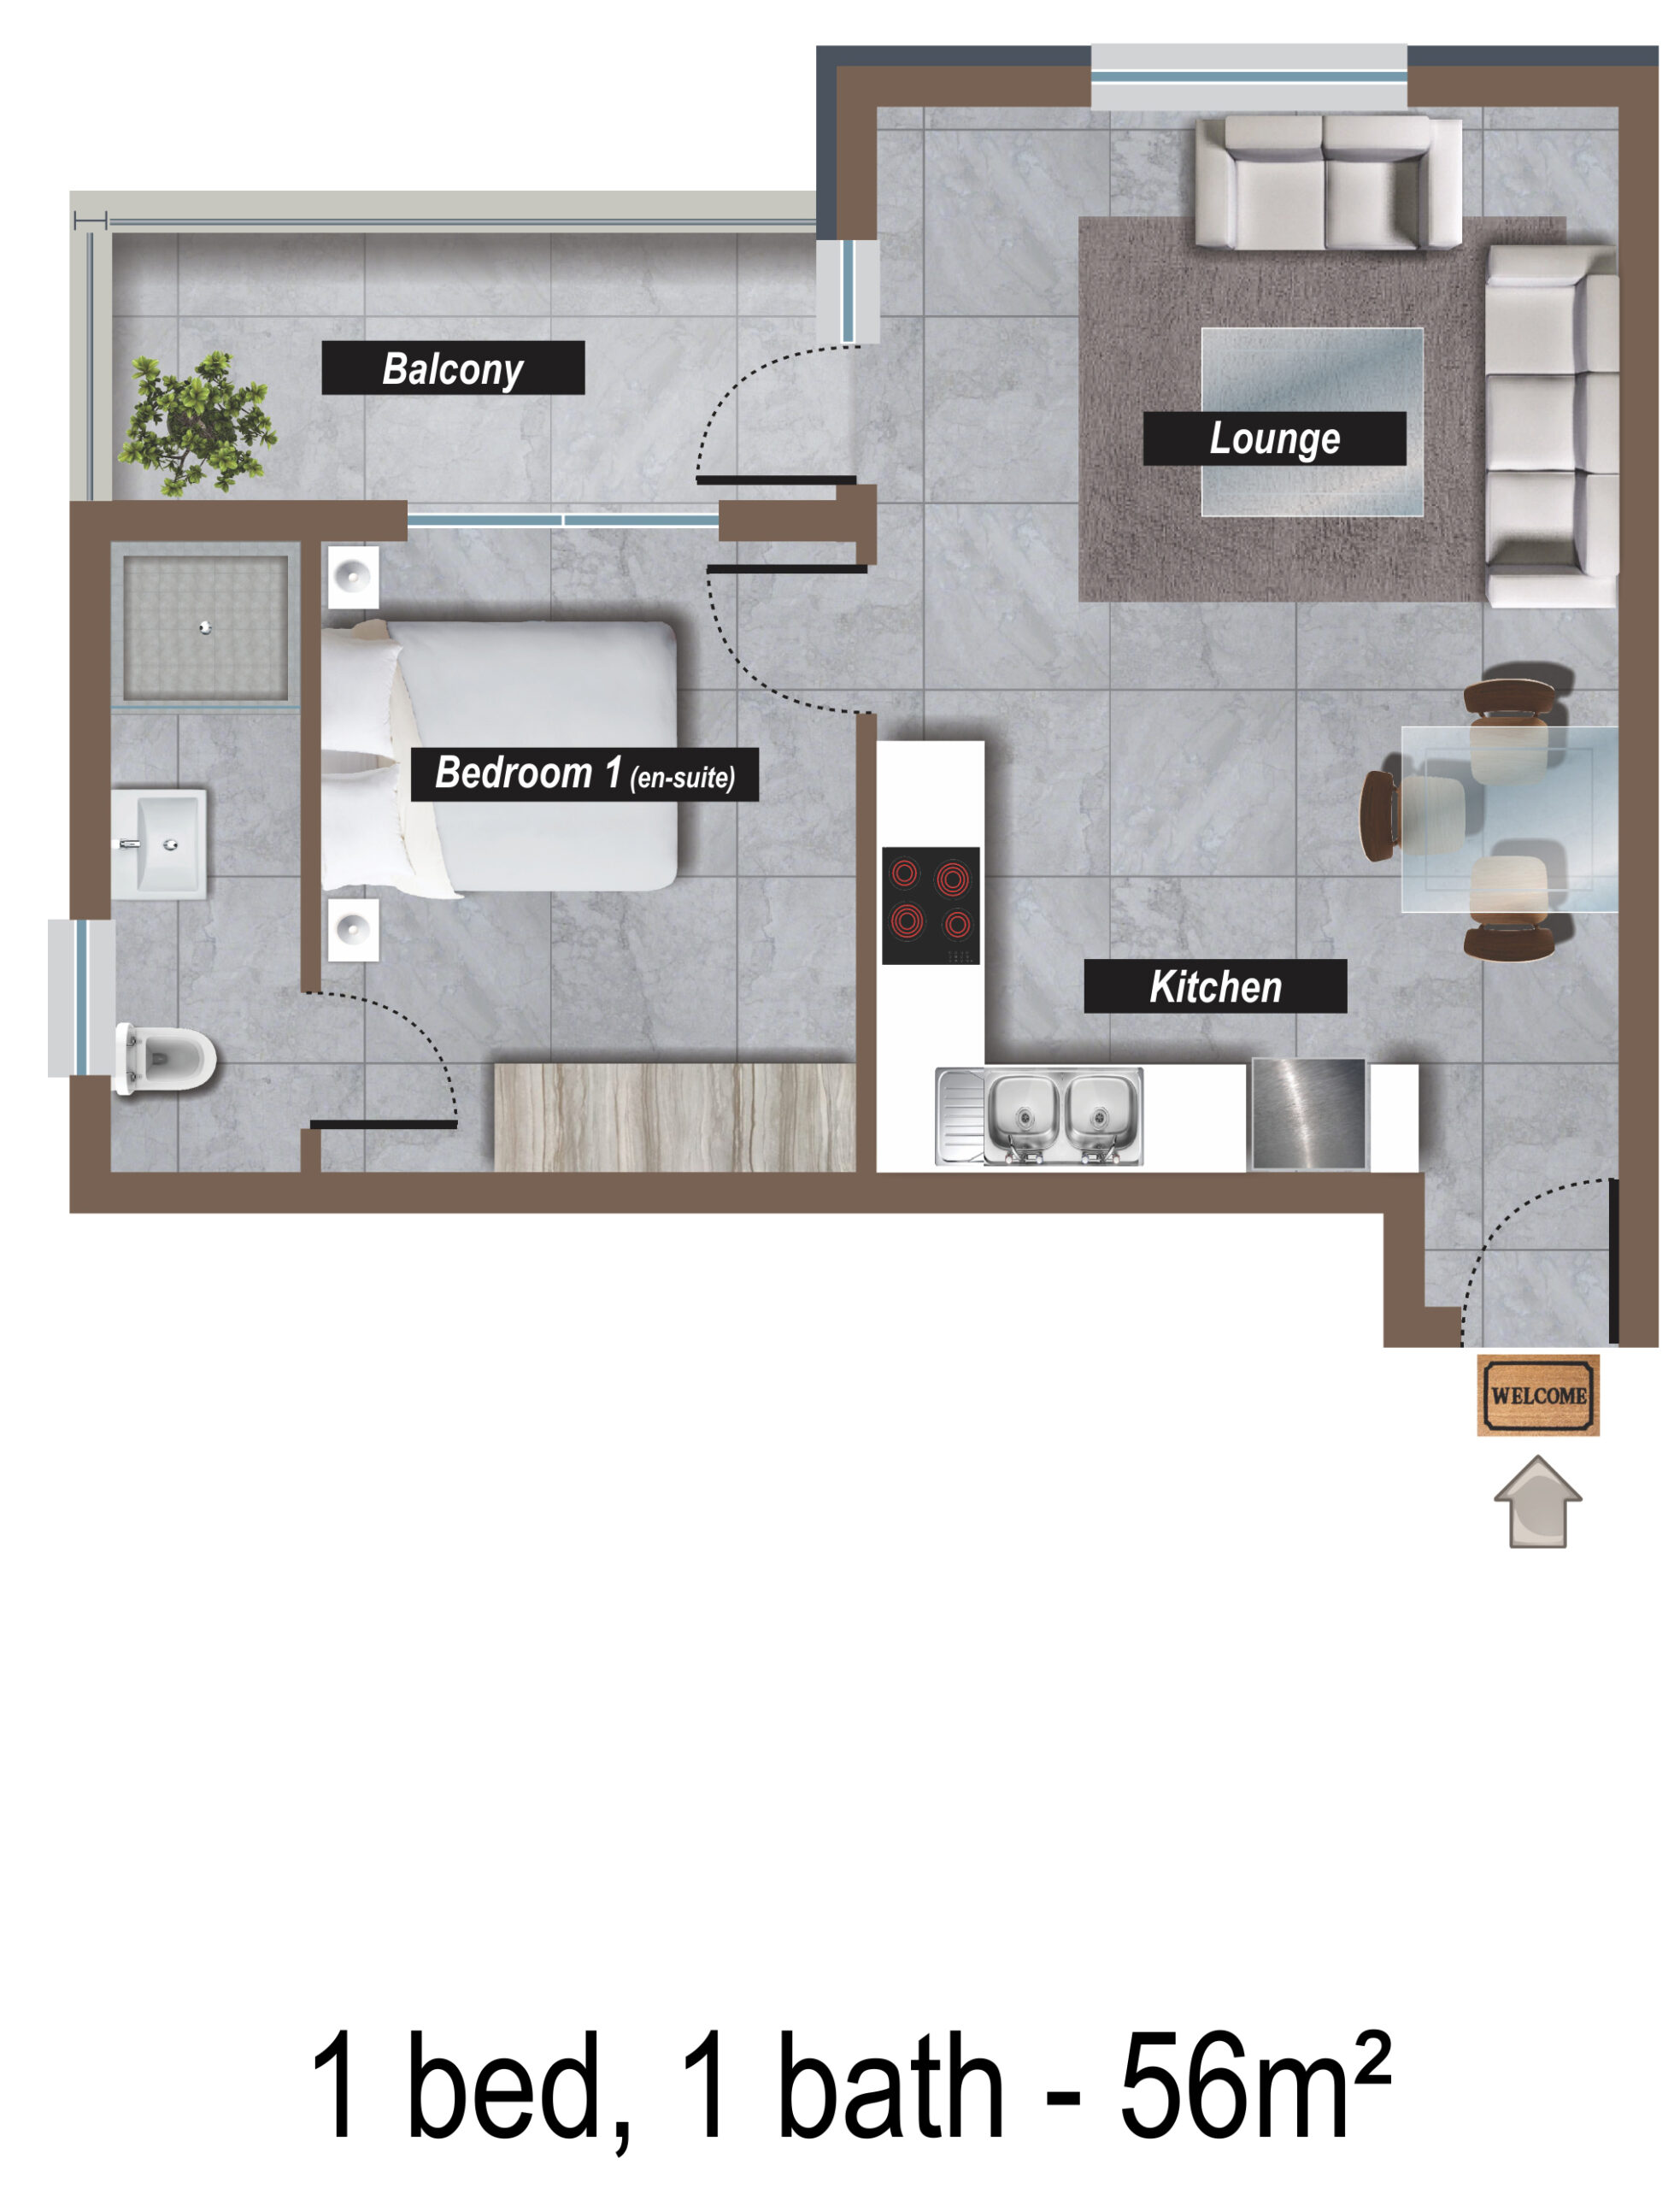 Balcony
Lounge
Bedroom 1 (en-suite)
Kitchen
WELCOME
1 bed, 1 bath - 56m²